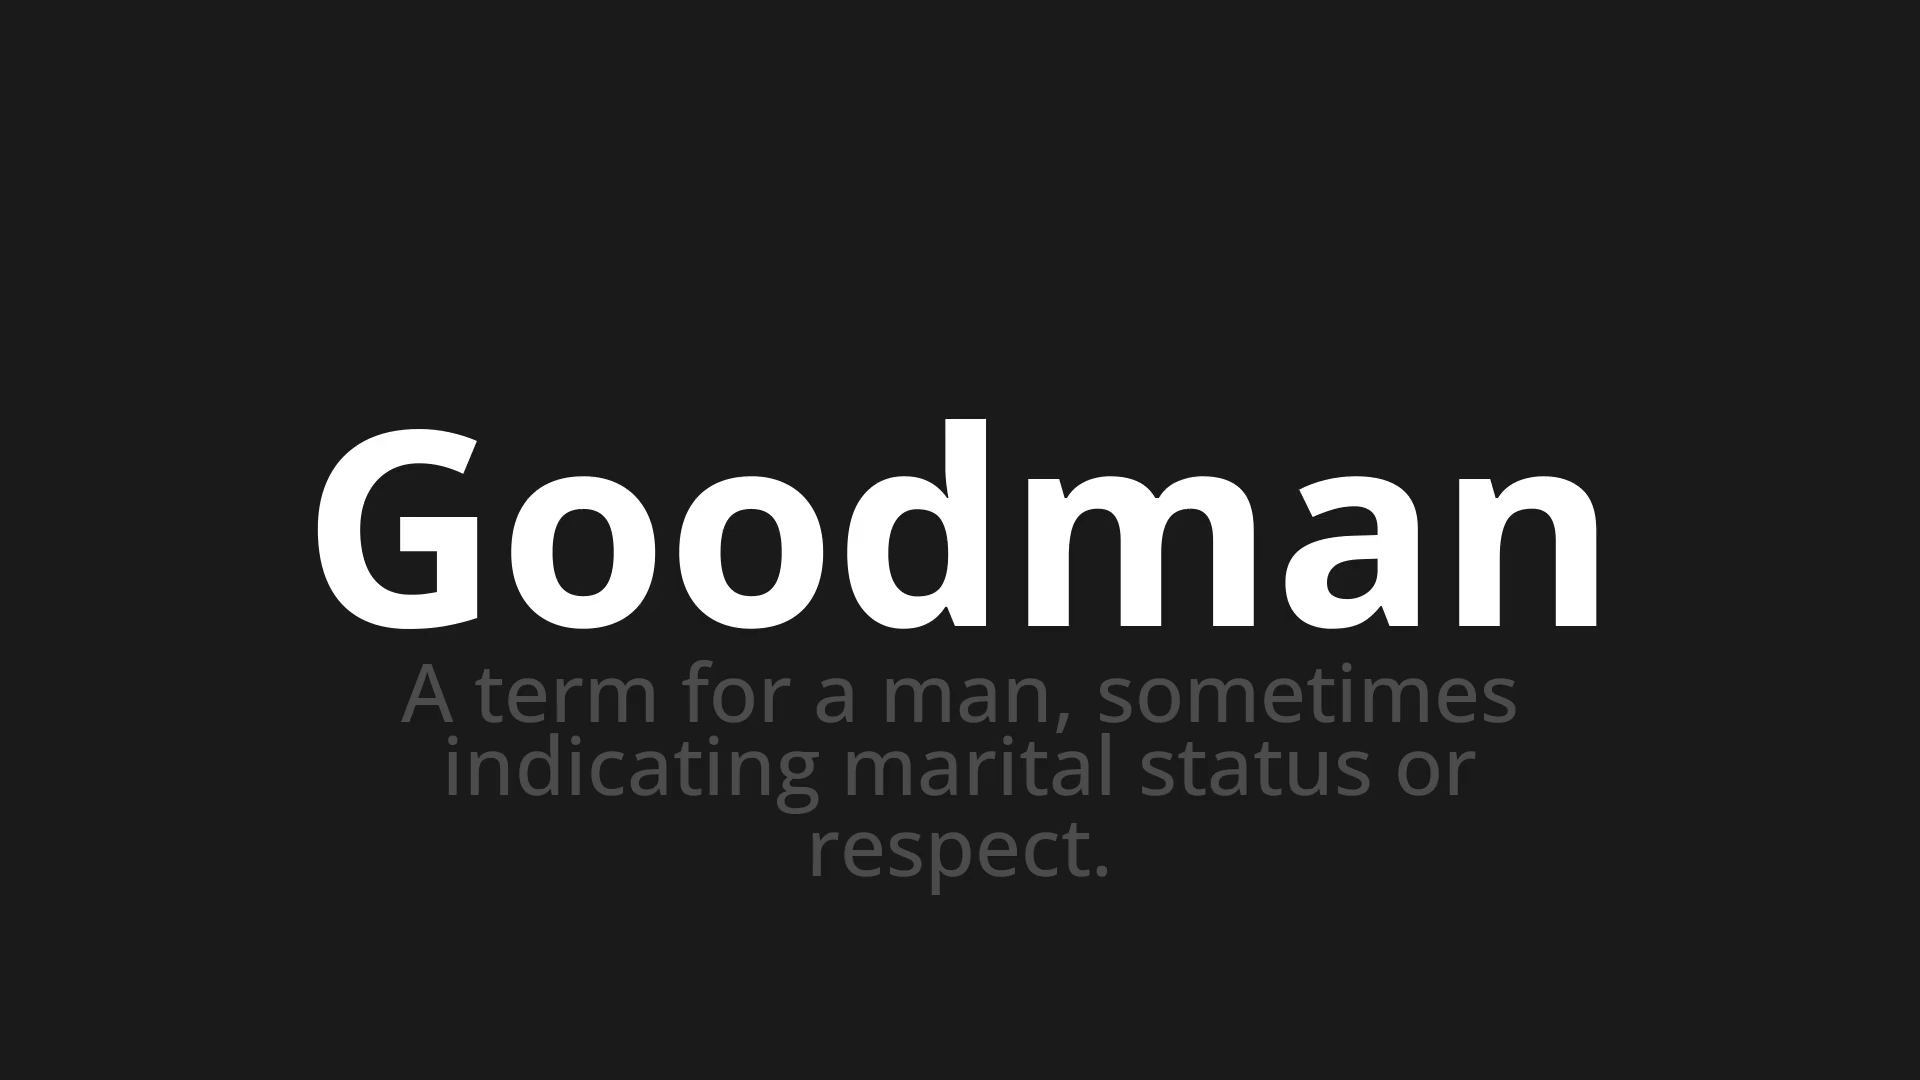 Goodman
A term for a man, sometimes
indicating marital status or
respect.